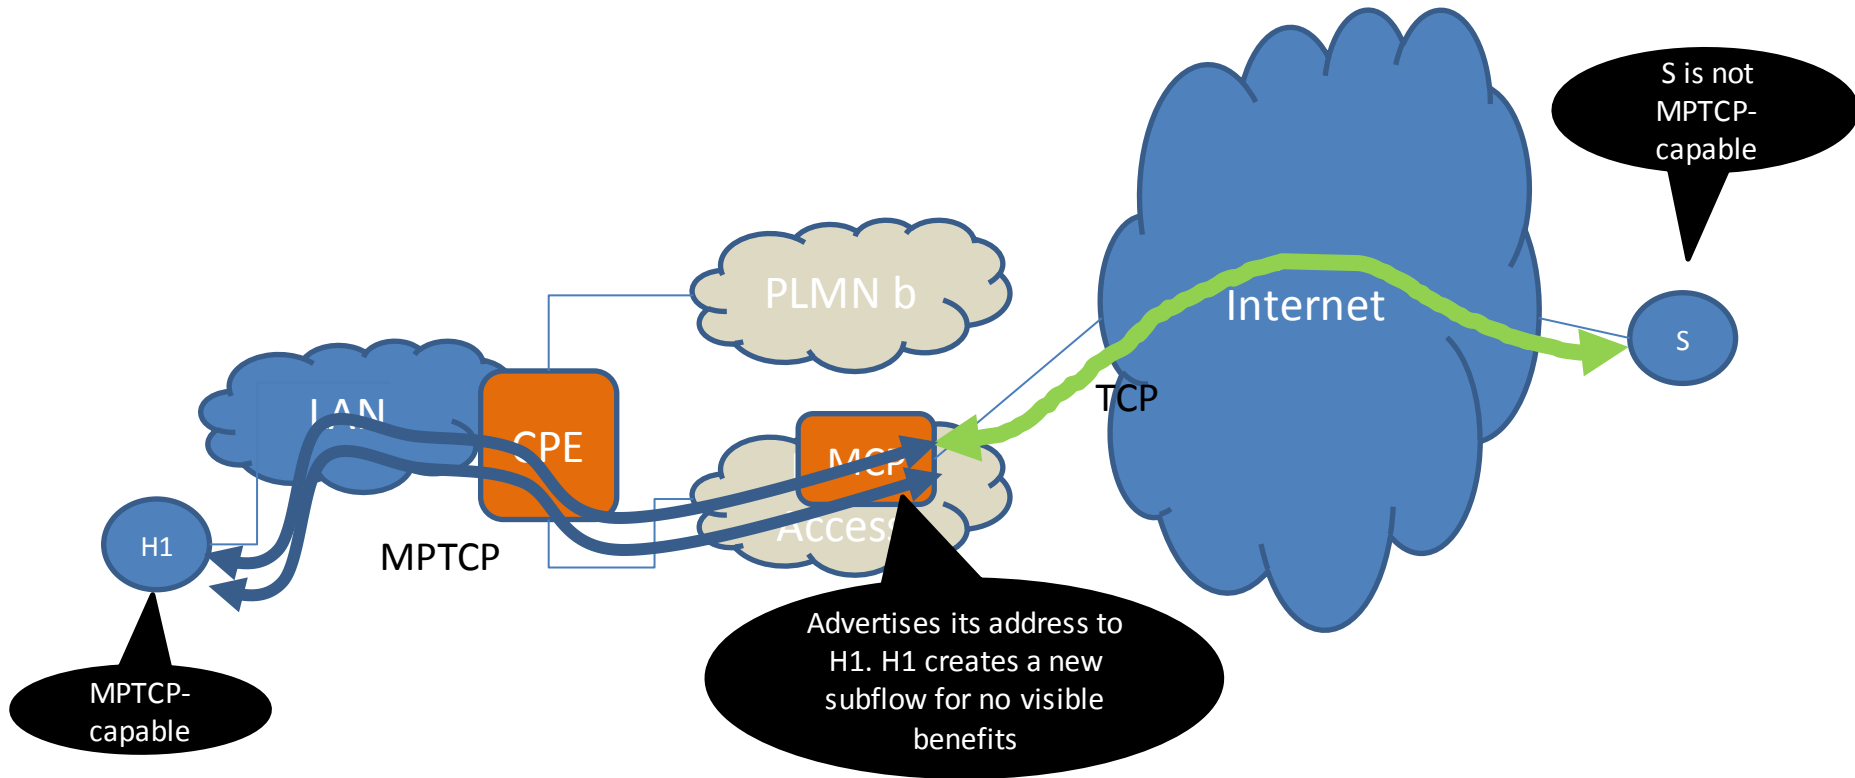 S is not
MPTCP-
capable
PLMN b
Internet
S
LAN
TCP
CPE
MCP
Access
H1
MPTCP
Advertises its address to
H1. H1 creates a new
subflow for no visible
benefits
MPTCP-
capable